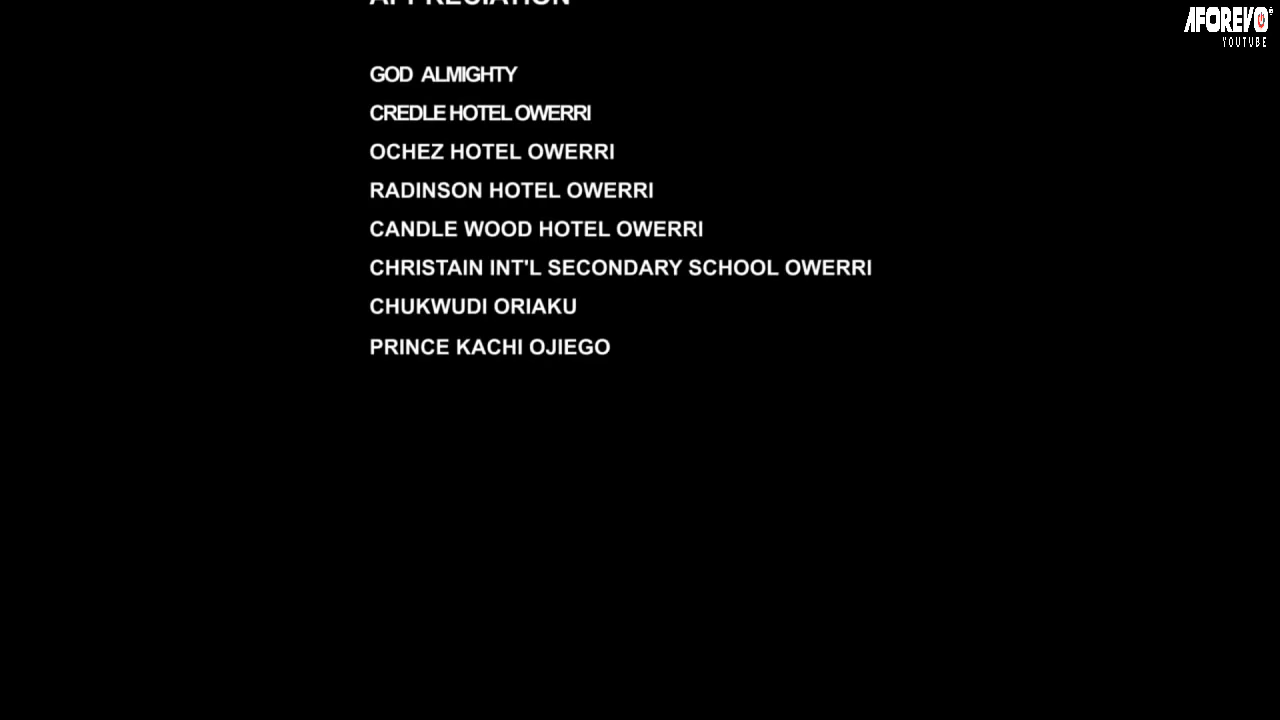 APPRECIATION
GOD ALMIGHTY
CREDLE HOTEL OWERRI
OCHEZ HOTEL OWERRI
RADINSON HOTEL OWERRI
CANDLE WOOD HOTEL OWERRI
CHRISTAIN INT'L SECONDARY SCHOOL OWERRI
CHUKWUDI ORIAKU
PRINCE KACHI OJIEGO
AFOREVO
YOUTUBE